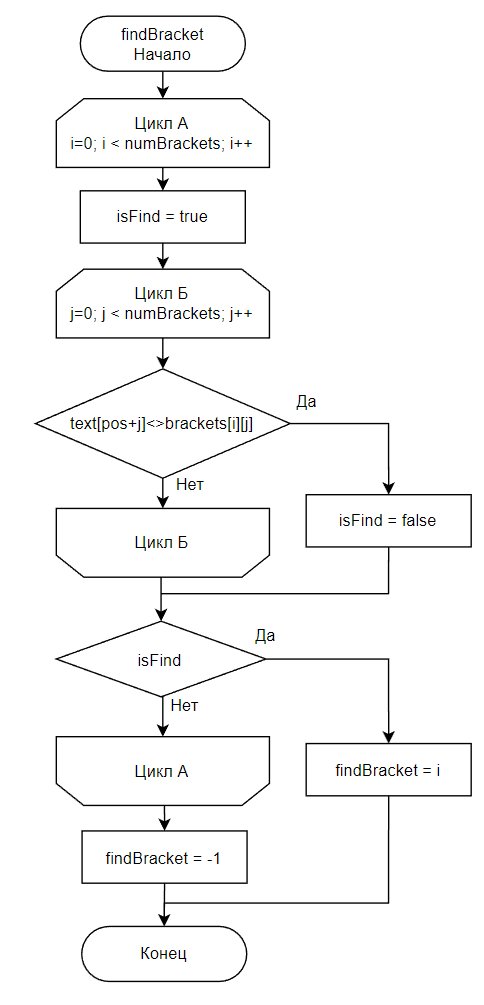 findBracket
Начало
Цикл А
i=0; i < numBrackets; i++
isFind = true
Цикл Б
j=0; j < numBrackets; j++
text[pos+j]<>brackets[i][j]
Да
Нет
isFind = false
Цикл Б
isFind
Да
Нет
Цикл А
findBracket = i
findBracket = -1
Конец